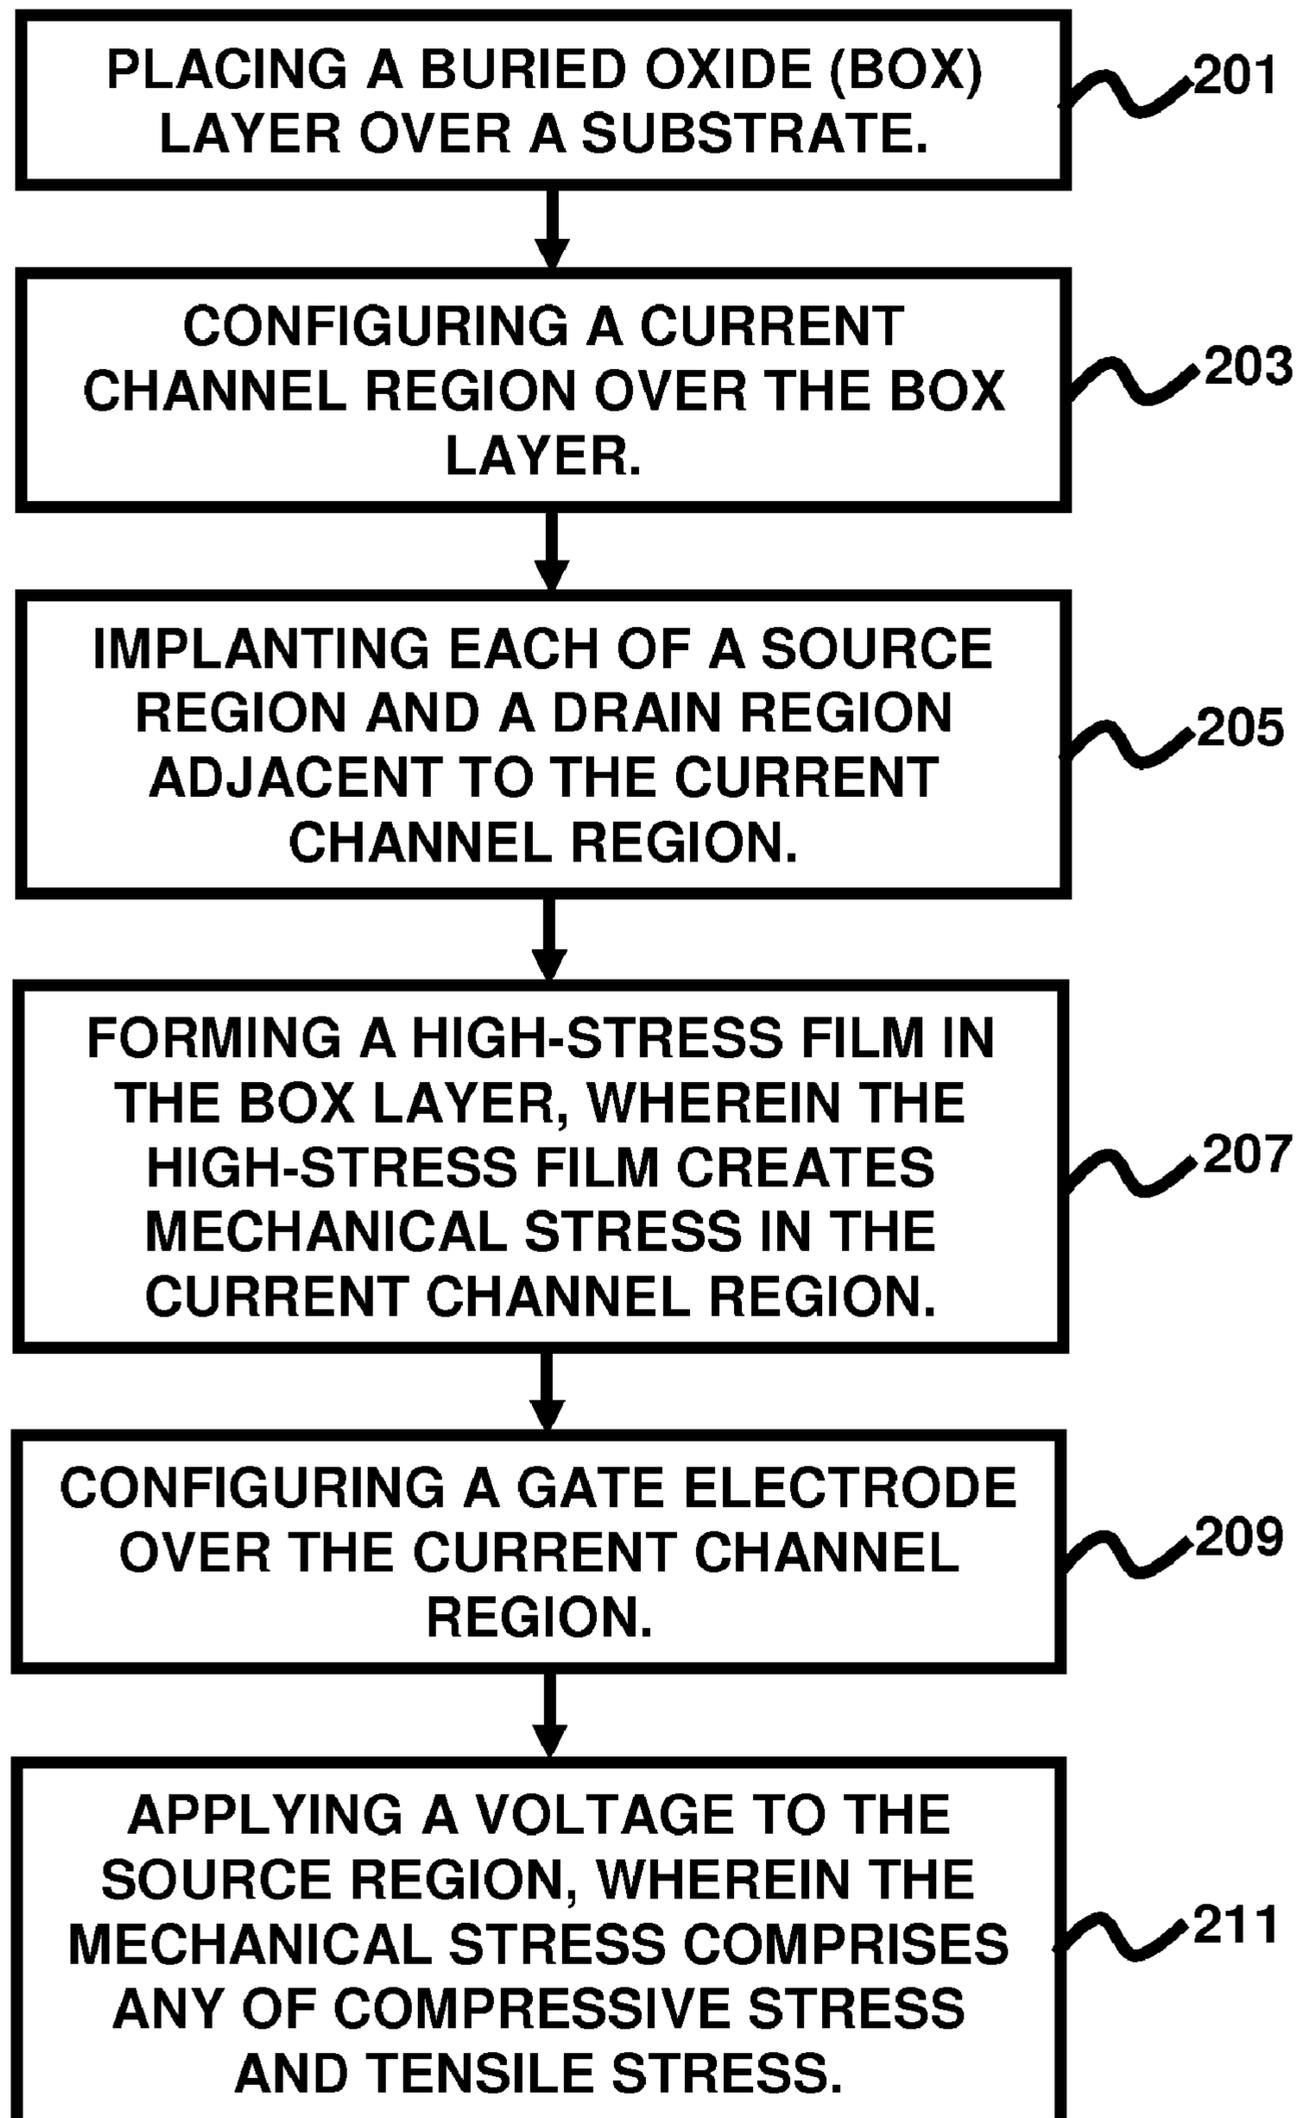 PLACING A BURIED OXIDE (BOX)
LAYER OVER A SUBSTRATE.
201
CONFIGURING A CURRENT
CHANNEL REGION OVER THE BOX
LAYER.
203
IMPLANTING EACH OF A SOURCE
REGION AND A DRAIN REGION
ADJACENT TO THE CURRENT
CHANNEL REGION.
205
FORMING A HIGH-STRESS FILM IN
THE BOX LAYER, WHEREIN THE
HIGH-STRESS FILM CREATES
MECHANICAL STRESS IN THE
CURRENT CHANNEL REGION.
207
CONFIGURING A GATE ELECTRODE
OVER THE CURRENT CHANNEL
REGION.
209
APPLYING A VOLTAGE TO THE
SOURCE REGION, WHEREIN THE
MECHANICAL STRESS COMPRISES
ANY OF COMPRESSIVE STRESS
AND TENSILE STRESS.
211